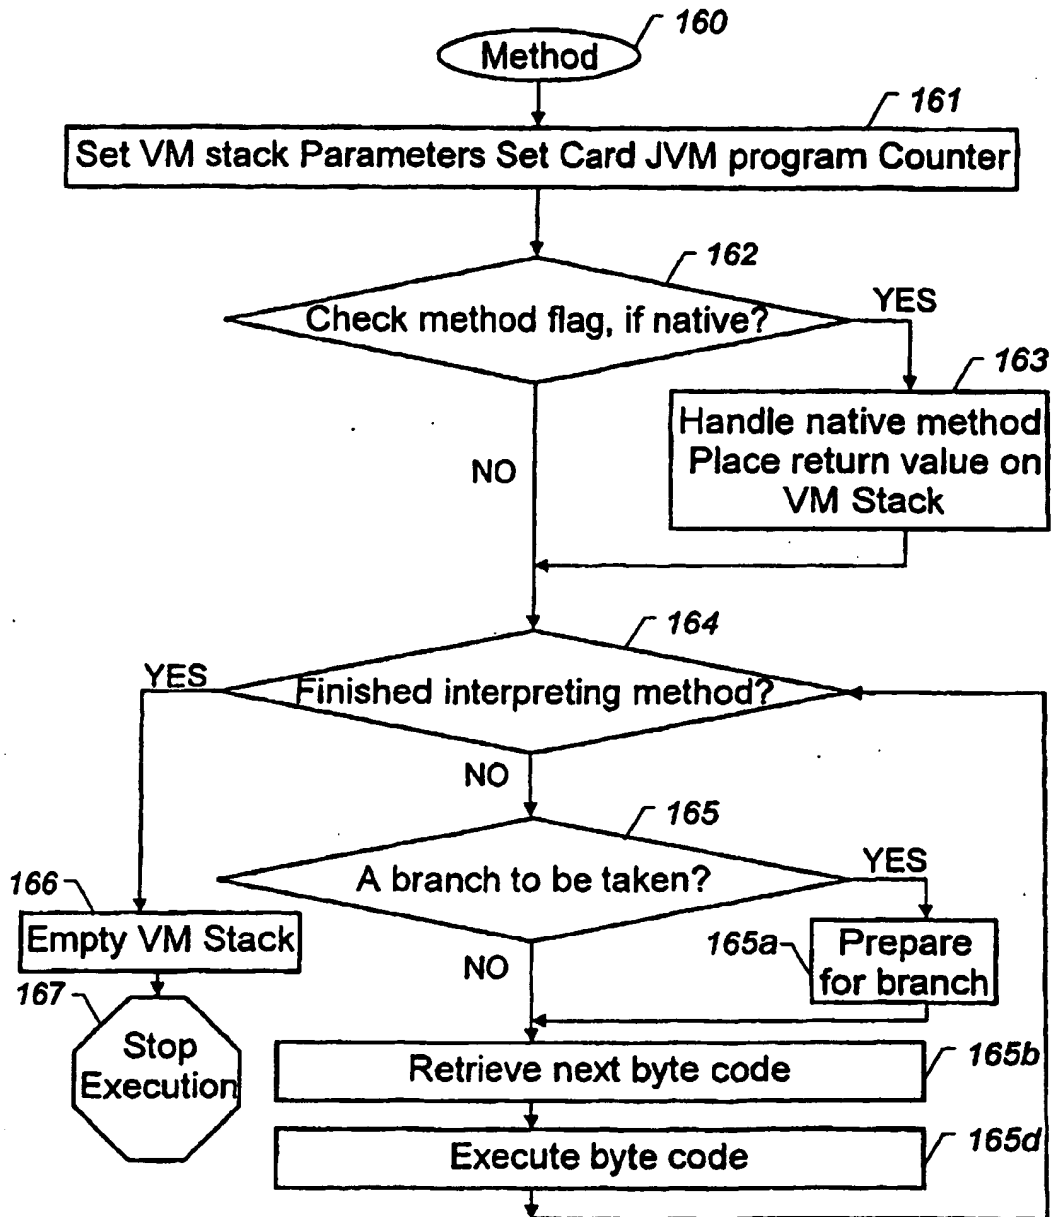 160
Method
161
Set VM stack Parameters Set Card JVM program Counter
162
Check method flag, if native?
YES
163
Handle native method
Place return value on
VM Stack
NO
164
YES
Finished interpreting method?
NO
165
A branch to be taken?
YES
166
Empty VM Stack
165a
Prepare
for branch
NO
167
Stop
Execution
Retrieve next byte code
165b
Execute byte code
165d